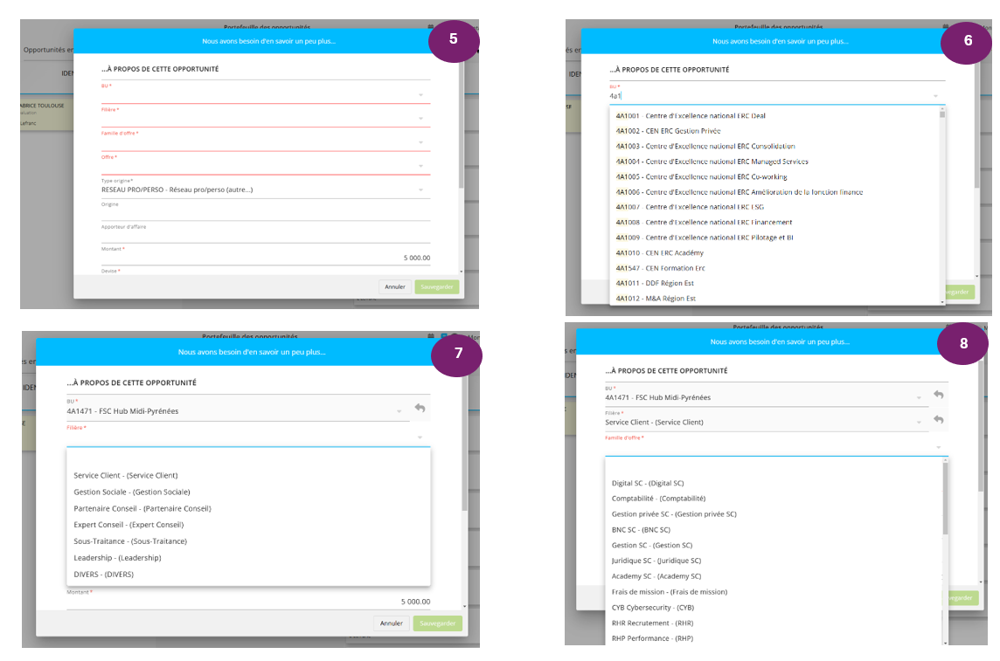 Portefeuille des opportunités
5
Nous avons besoin d'en savoir un peu plus...
Opportunités en
...À PROPOS DE CETTE OPPORTUNITÉ
IDEN
BU *
ABRICE TOULOUSE
Filière *
Famille d'offre *
Offre *
Type origine *
RESEAU PRO/PERSO - Réseau pro/perso (autre...)
Origine
Apporteur d'affaire
Montant *
5 000.00
Devise *
Annuler
Sauvegarder
Portefeuille des opportunités
6
Nous avons besoin d'en savoir un peu plus...
és en
...À PROPOS DE CETTE OPPORTUNITÉ
IDEN
BU *
4a1
4A1001 - Centre d'Excellence national ERC Deal
4A1002 - CEN ERC Gestion Privée
4A1003 - Centre d'Excellence national ERC Consolidation
4A1004 - Centre d'Excellence national ERC Managed Services
4A1005 - Centre d'Excellence national ERC Co-working
4A1006 - Centre d'Excellence national ERC Amélioration de la fonction finance
4A1007 - Centre d'Excellence national ERC ESG
4A1008 - Centre d'Excellence national ERC Financement
4A1009 - Centre d'Excellence national ERC Pilotage et BI
4A1010 - CEN ERC Académy
4A1547 - CEN Formation Erc
4A1011 - DDF Région Est
4A1012 - M&A Région Est
vegarder
Portefeuille des opportunités
7
Nous avons besoin d'en savoir un peu plus...
s en
...À PROPOS DE CETTE OPPORTUNITÉ
IDEN
BU *
4A1471 - FSC Hub Midi-Pyrénées
Filière *
Service Client - (Service Client)
Gestion Sociale - (Gestion Sociale)
Partenaire Conseil - (Partenaire Conseil)
Expert Conseil - (Expert Conseil)
Sous-Traitance - (Sous-Traitance)
Leadership - (Leadership)
DIVERS - (DIVERS)
Montant *
5 000.00
Annuler
Sauvegarder
Portefeuille des opportunités
8
Nous avons besoin d'en savoir un peu plus...
s en
...À PROPOS DE CETTE OPPORTUNITÉ
IDEN
BU *
4A1471 - FSC Hub Midi-Pyrénées
Filière *
Service Client - (Service Client)
Famille d'offre *
Digital SC - (Digital SC)
Comptabilité - (Comptabilité)
Gestion privée SC - (Gestion privée SC)
BNC SC - (BNC SC)
Gestion SC - (Gestion SC)
Juridique SC - (Juridique SC)
Academy SC - (Academy SC)
Frais de mission - (Frais de mission)
CYB Cybersecurity - (CYB)
RHR Recrutement - (RHR)
RHP Performance - (RHP)
vegarder